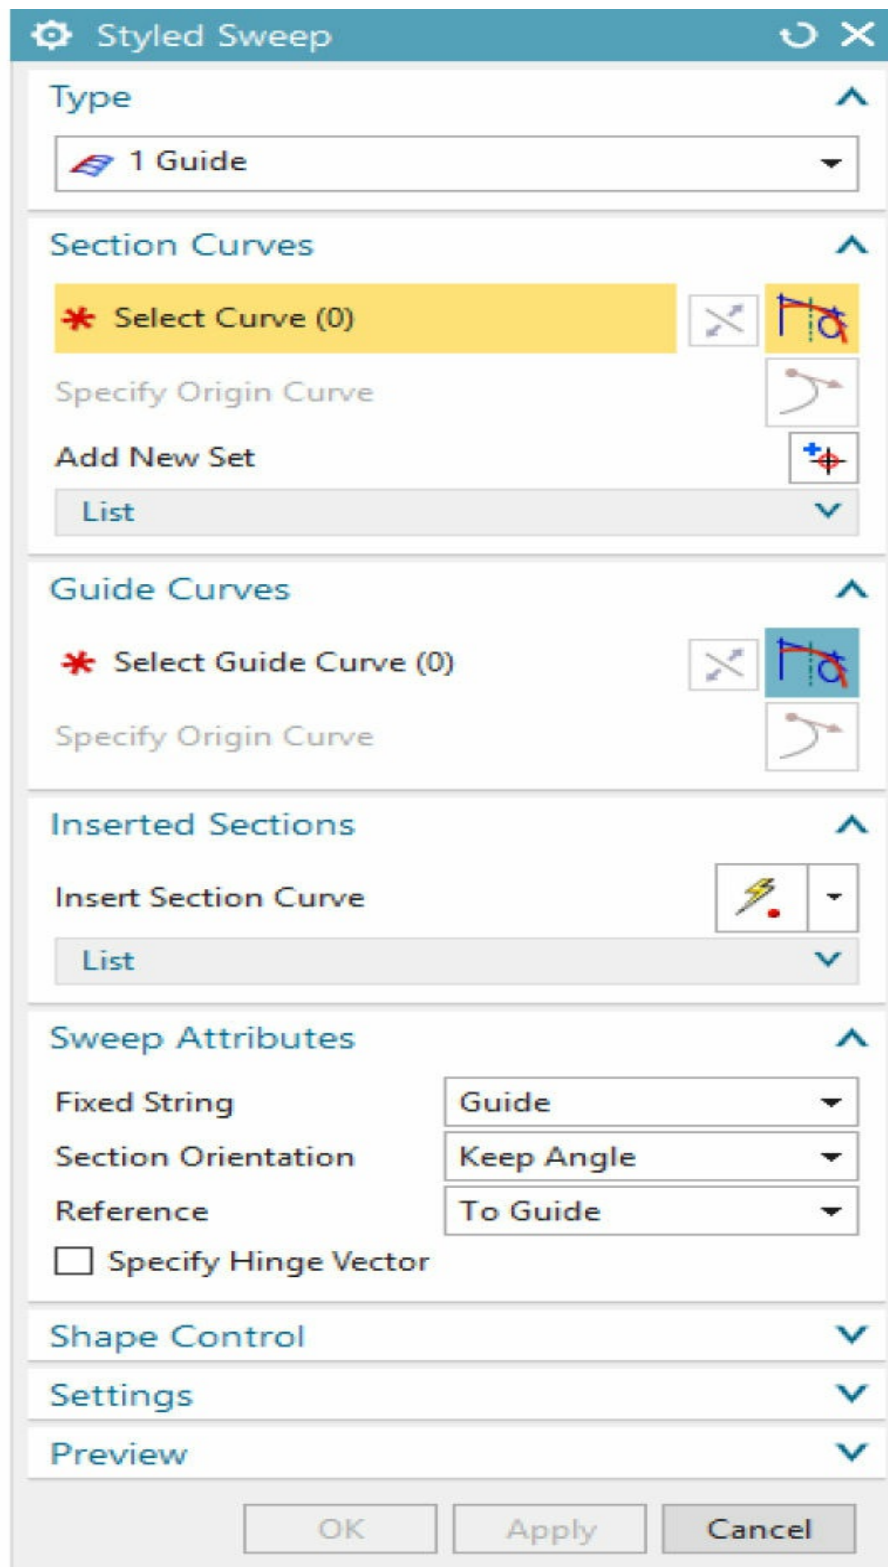 Styled Sweep
Type
1 Guide
Section Curves
* Select Curve (0)
Specify Origin Curve
Add New Set
List
Guide Curves
* Select Guide Curve (0)
Specify Origin Curve
Inserted Sections
Insert Section Curve
List
Sweep Attributes
Fixed String Guide
Section Orientation Keep Angle
Reference To Guide
Specify Hinge Vector
Shape Control
Settings
Preview
OK Apply Cancel